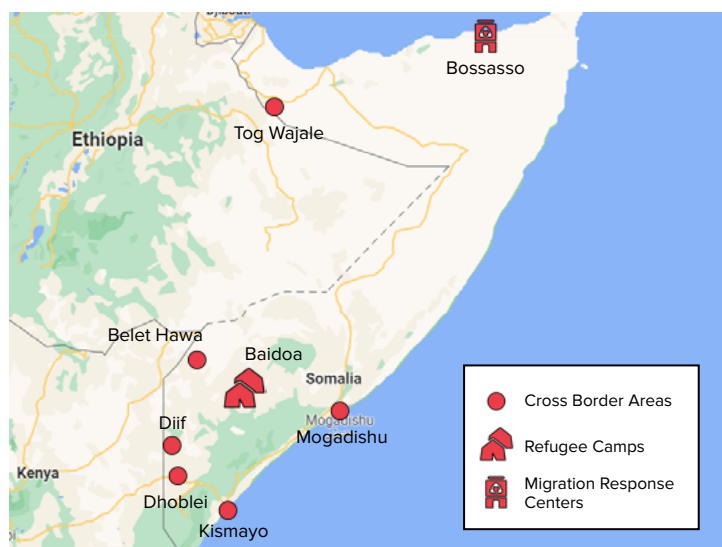 Djibouti
Bossasso
Tog Wajale
Ethiopia
Belet Hawa
Baidoa
Somalia
Mogadishu
Mogadishu
Diif
Kenya
Dhoblei
Kismayo
Cross Border Areas
Refugee Camps
Migration Response
Centers